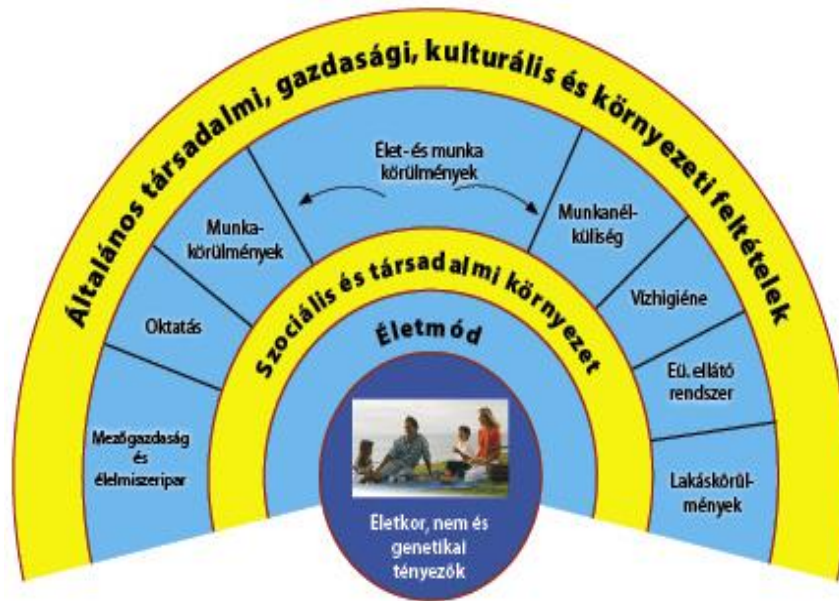 Általános társadalmi, gazdasági, kulturális és környezeti feltételek
Élet- és munka
körülmények
Munka-
körülmények
Munkanél-
küliség
Oktatás
Vízhigiéne
Mezőgazdaság
és
élelmiszeripar
Eü. ellátó
rendszer
Lakáskörül-
mények
Szociális és társadalmi környezet
Életmód
Életkor, nem és
genetikai
tényezők